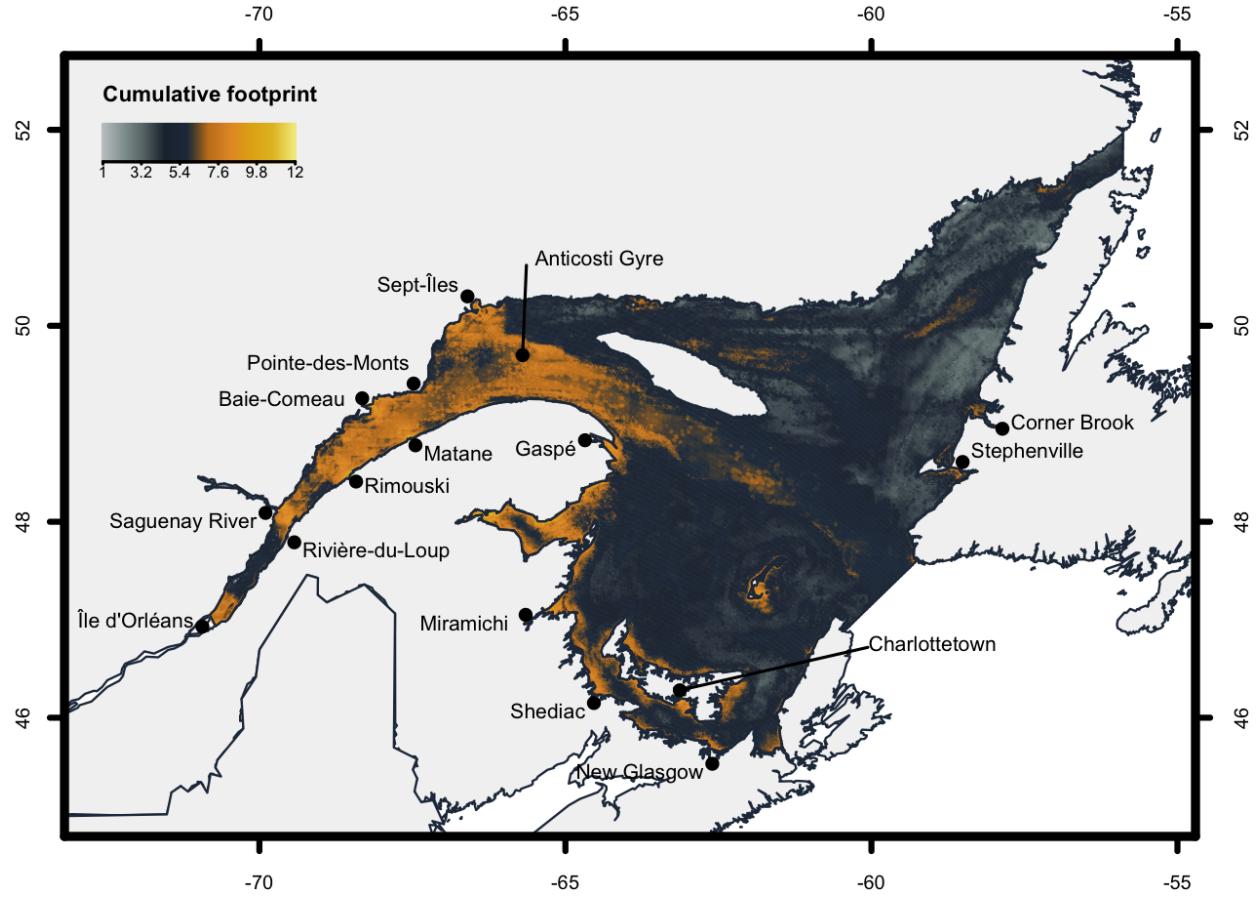 -70 -65 -60 -55
Cumulative footprint
1 3.2 5.4 7.6 9.8 12
52 52
Anticosti Gyre
Sept-Îles
50 50
Pointe-des-Monts
Baie-Comeau
Corner Brook
Gaspé Stephenville
Matane
Rimouski
Saguenay River
48 48
Rivière-du-Loup
Île d'Orléans
Miramichi
Charlottetown
Shediac
46 46
New Glasgow
-70 -65 -60 -55